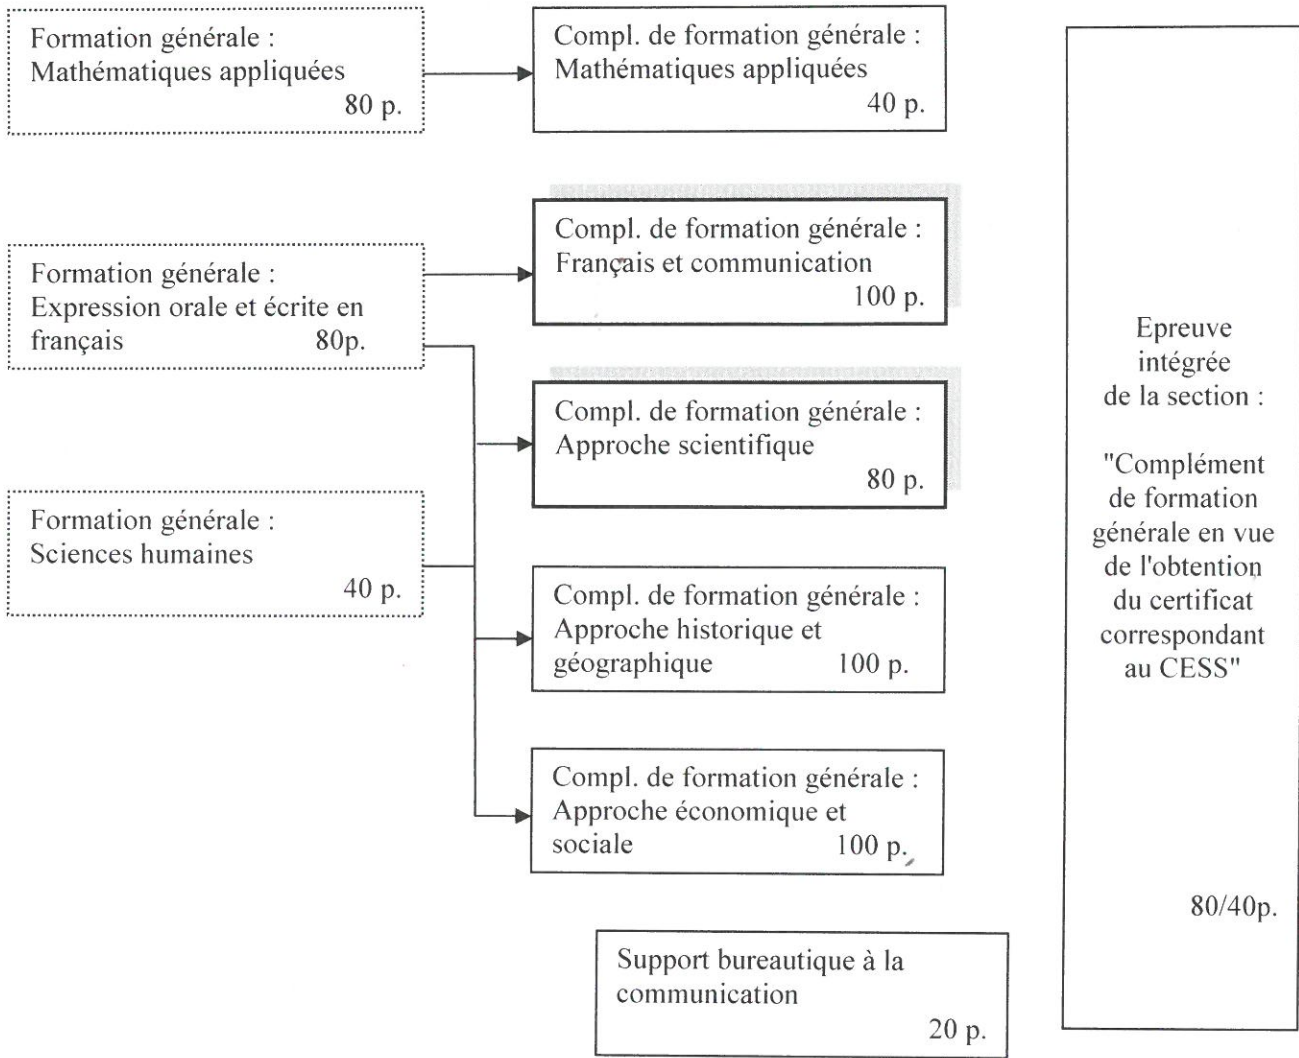 Formation générale :
Mathématiques appliquées
80 p.
Compl. de formation générale :
Mathématiques appliquées
40 p.
Formation générale :
Expression orale et écrite en
français 80p.
Compl. de formation générale :
Français et communication
100 p.
Compl. de formation générale :
Approche scientifique
80 p.
Formation générale :
Sciences humaines
40 p.
Compl. de formation générale :
Approche historique et
géographique 100 p.
Compl. de formation générale :
Approche économique et
sociale 100 p.
Support bureautique à la
communication
20 p.
Epreuve
intégrée
de la section :
"Complément
de formation
générale en vue
de l'obtention
du certificat
correspondant
au CESS"
80/40p.